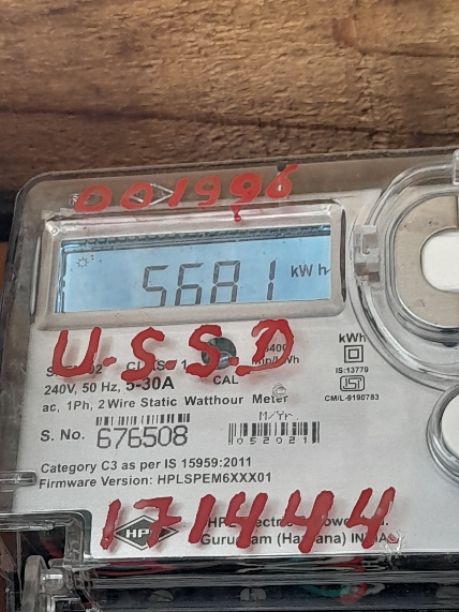 001996
5681 kWh
U.S.S.D
kWh
CAL
IS:13779
240V, 50 Hz, 5-30A
CM/L-9190783
ac, 1Ph, 2 Wire Static Watthour Meter
M/Yr.
S. No. 676508
052021
Category C3 as per IS 15959:2011
Firmware Version: HPLSPEM6XXX01
171444
HPL
Gurugram (Haryana) INDIA